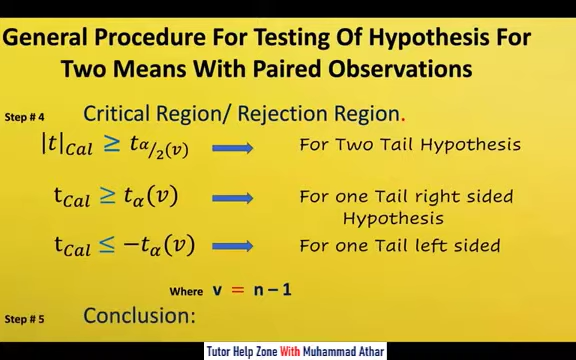 General Procedure For Testing Of Hypothesis For
Two Means With Paired Observations
Step # 4 Critical Region/ Rejection Region.
|t|Cal ≥ tα/2(v) For Two Tail Hypothesis
tCal ≥ tα(v) For one Tail right sided
Hypothesis
tCal ≤ −tα(v) For one Tail left sided
Where v = n – 1
Step # 5 Conclusion:
Tutor Help Zone With Muhammad Athar